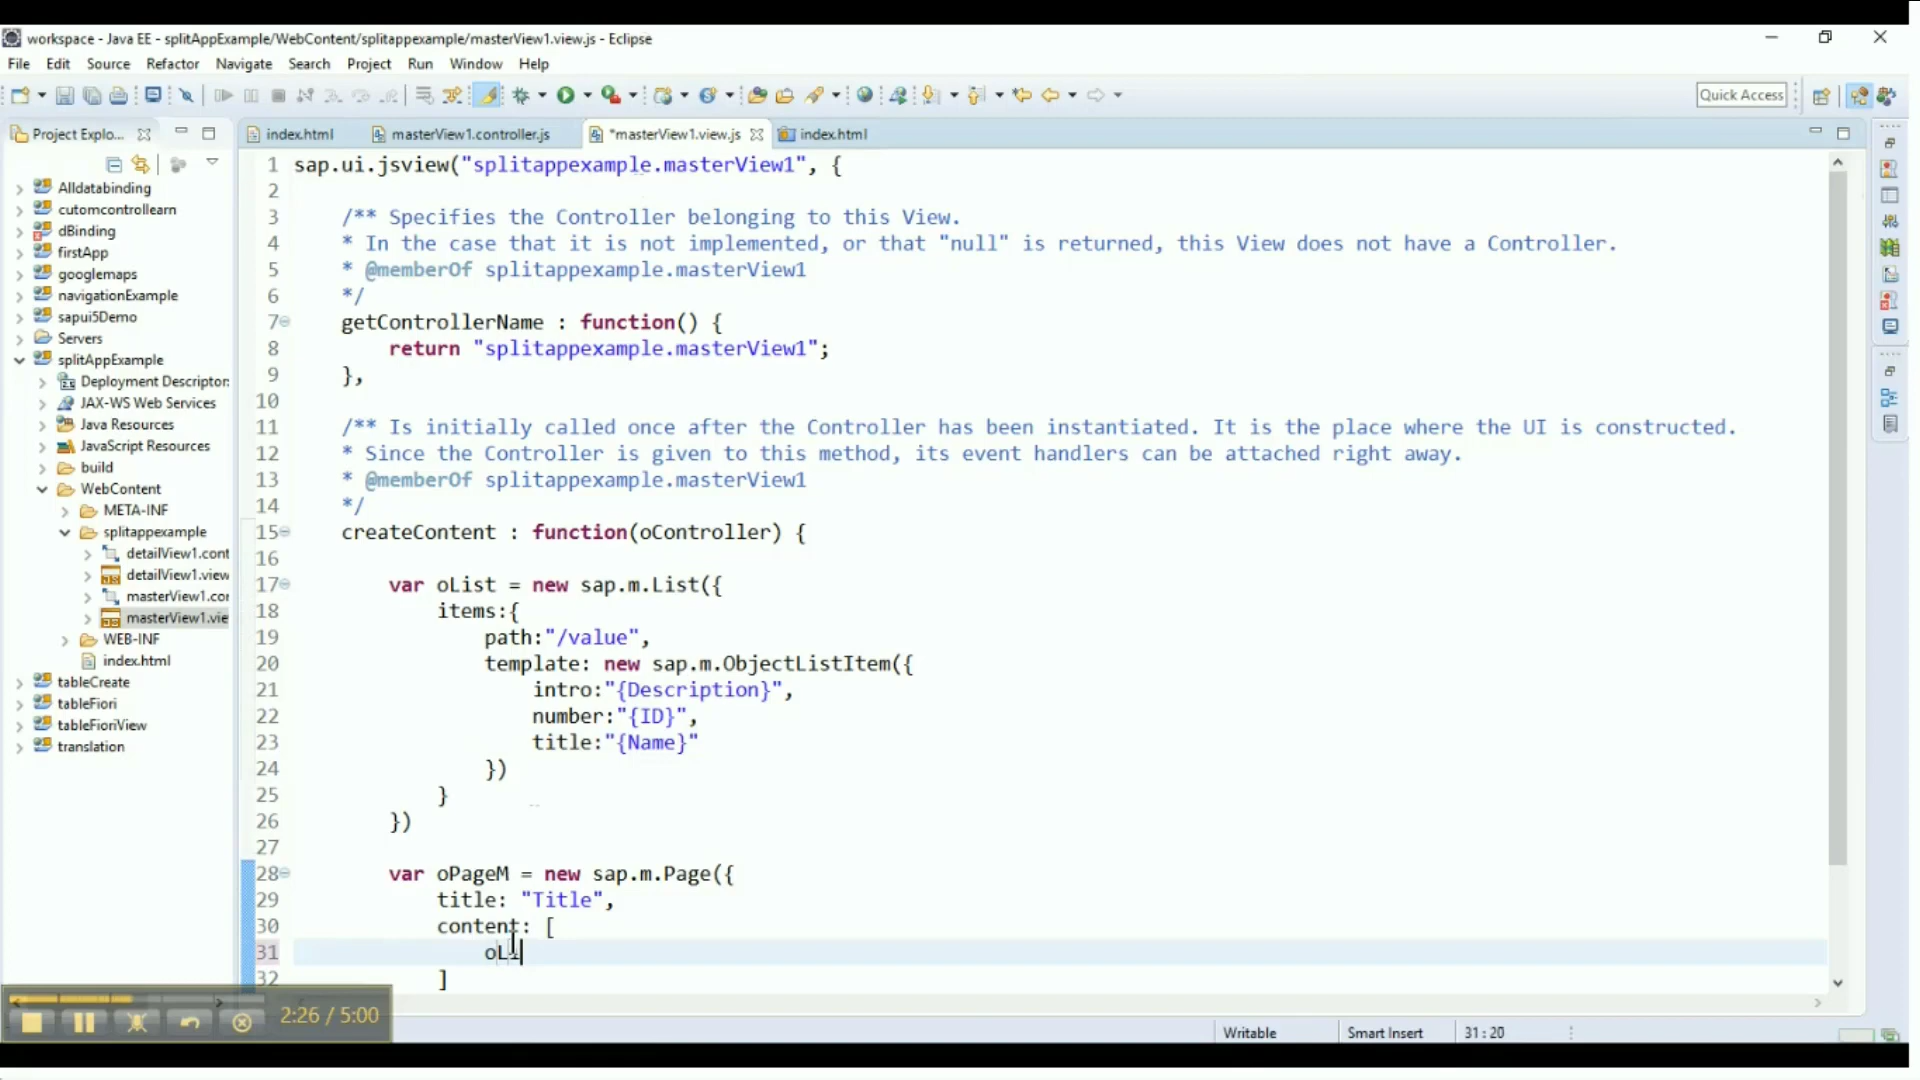 workspace - Java EE - splitAppExample/WebContent/splitappexample/masterView1.view.js - Eclipse
File Edit Source Refactor Navigate Search Project Run Window Help
Quick Access
Project Explo...
index.html
masterView1.controller.js
*masterView1.view.js
index.html
Alldatabinding
cutomcontrollearn
dBinding
firstApp
googlemaps
navigationExample
sapui5Demo
Servers
splitAppExample
Deployment Descriptor:
JAX-WS Web Services
Java Resources
JavaScript Resources
build
WebContent
META-INF
splitappexample
detailView1.cont
detailView1.view
masterView1.cor
masterView1.vie
WEB-INF
index.html
tableCreate
tableFiori
tableFioriView
translation
1 sap.ui.jsview("splitappexample.masterView1", {
2
3 /** Specifies the Controller belonging to this View.
4 * In the case that it is not implemented, or that "null" is returned, this View does not have a Controller.
5 * @memberOf splitappexample.masterView1
6 */
7 getControllerName : function() {
8 return "splitappexample.masterView1";
9 },
10
11 /** Is initially called once after the Controller has been instantiated. It is the place where the UI is constructed.
12 * Since the Controller is given to this method, its event handlers can be attached right away.
13 * @memberOf splitappexample.masterView1
14 */
15 createContent : function(oController) {
16
17 var oList = new sap.m.List({
18 items:{
19 path:"/value",
20 template: new sap.m.ObjectListItem({
21 intro:"{Description}",
22 number:"{ID}",
23 title:"{Name}"
24 })
25 }
26 })
27
28 var oPageM = new sap.m.Page({
29 title: "Title",
30 content: [
31 oLi
32 ]
2:26 / 5:00
Writable
Smart Insert
31 : 20